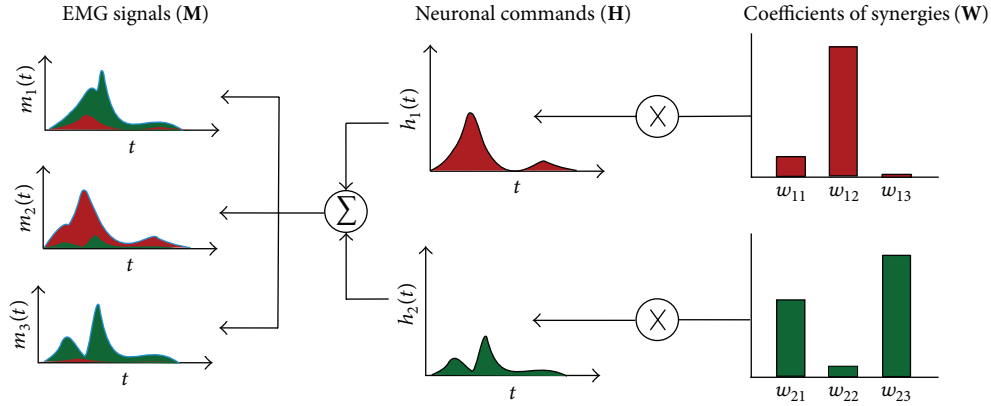 EMG signals (M)
Neuronal commands (H)
Coefficients of synergies (W)
m₁(t)
t
m₂(t)
t
m₃(t)
t
∑
h₁(t)
t
h₂(t)
t
X
X
w₁₁ w₁₂ w₁₃
w₂₁ w₂₂ w₂₃